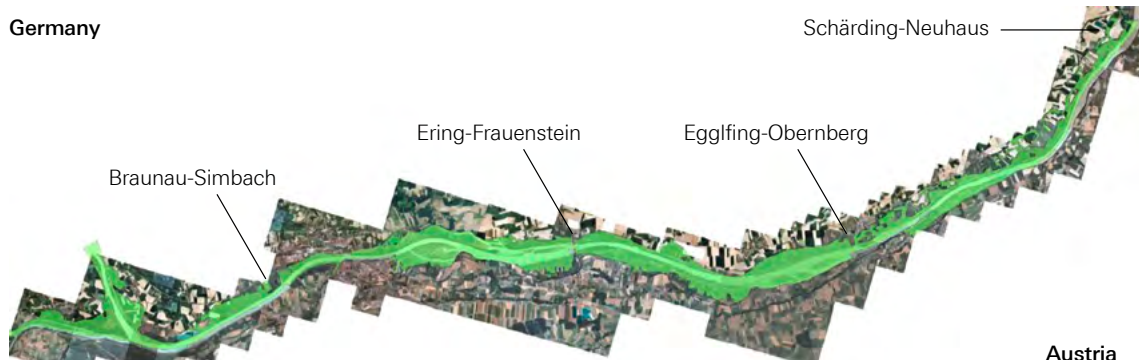 Germany
Schärding-Neuhaus
Ering-Frauenstein
Egglfing-Obernberg
Braunau-Simbach
Austria